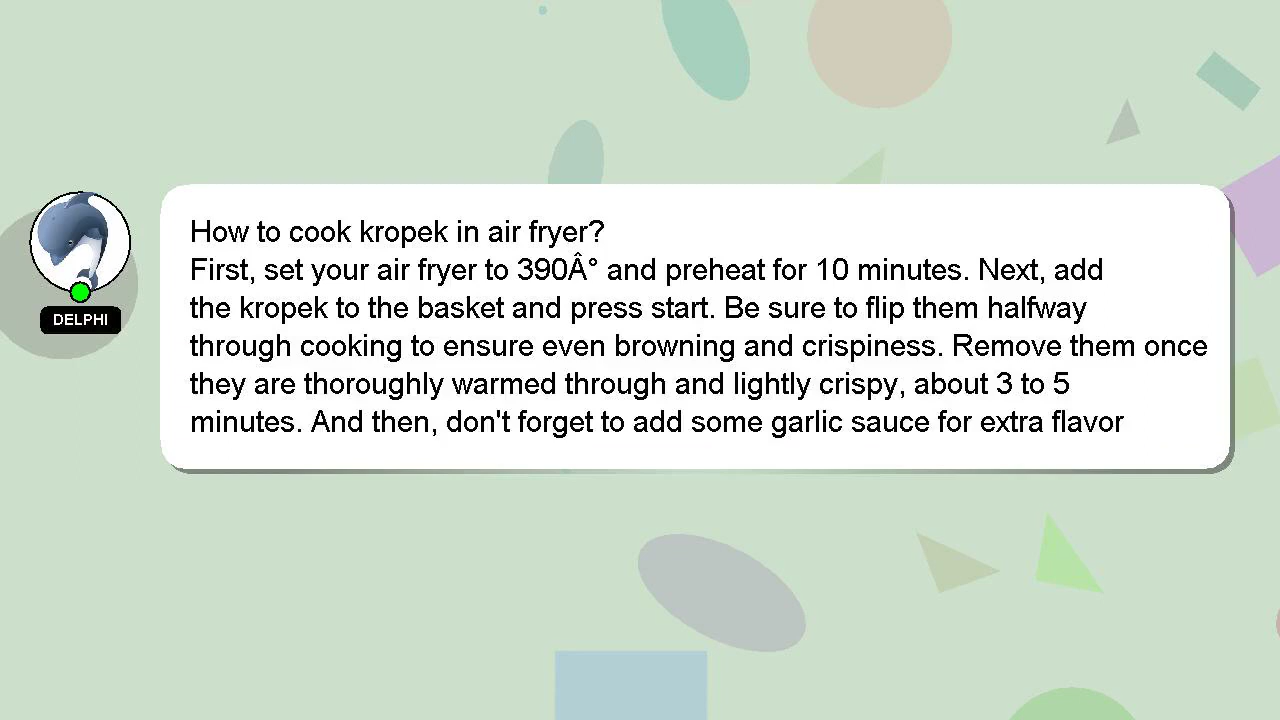 How to cook kropek in air fryer?
First, set your air fryer to 390Â° and preheat for 10 minutes. Next, add
the kropek to the basket and press start. Be sure to flip them halfway
through cooking to ensure even browning and crispiness. Remove them once
they are thoroughly warmed through and lightly crispy, about 3 to 5
minutes. And then, don't forget to add some garlic sauce for extra flavor
DELPHI